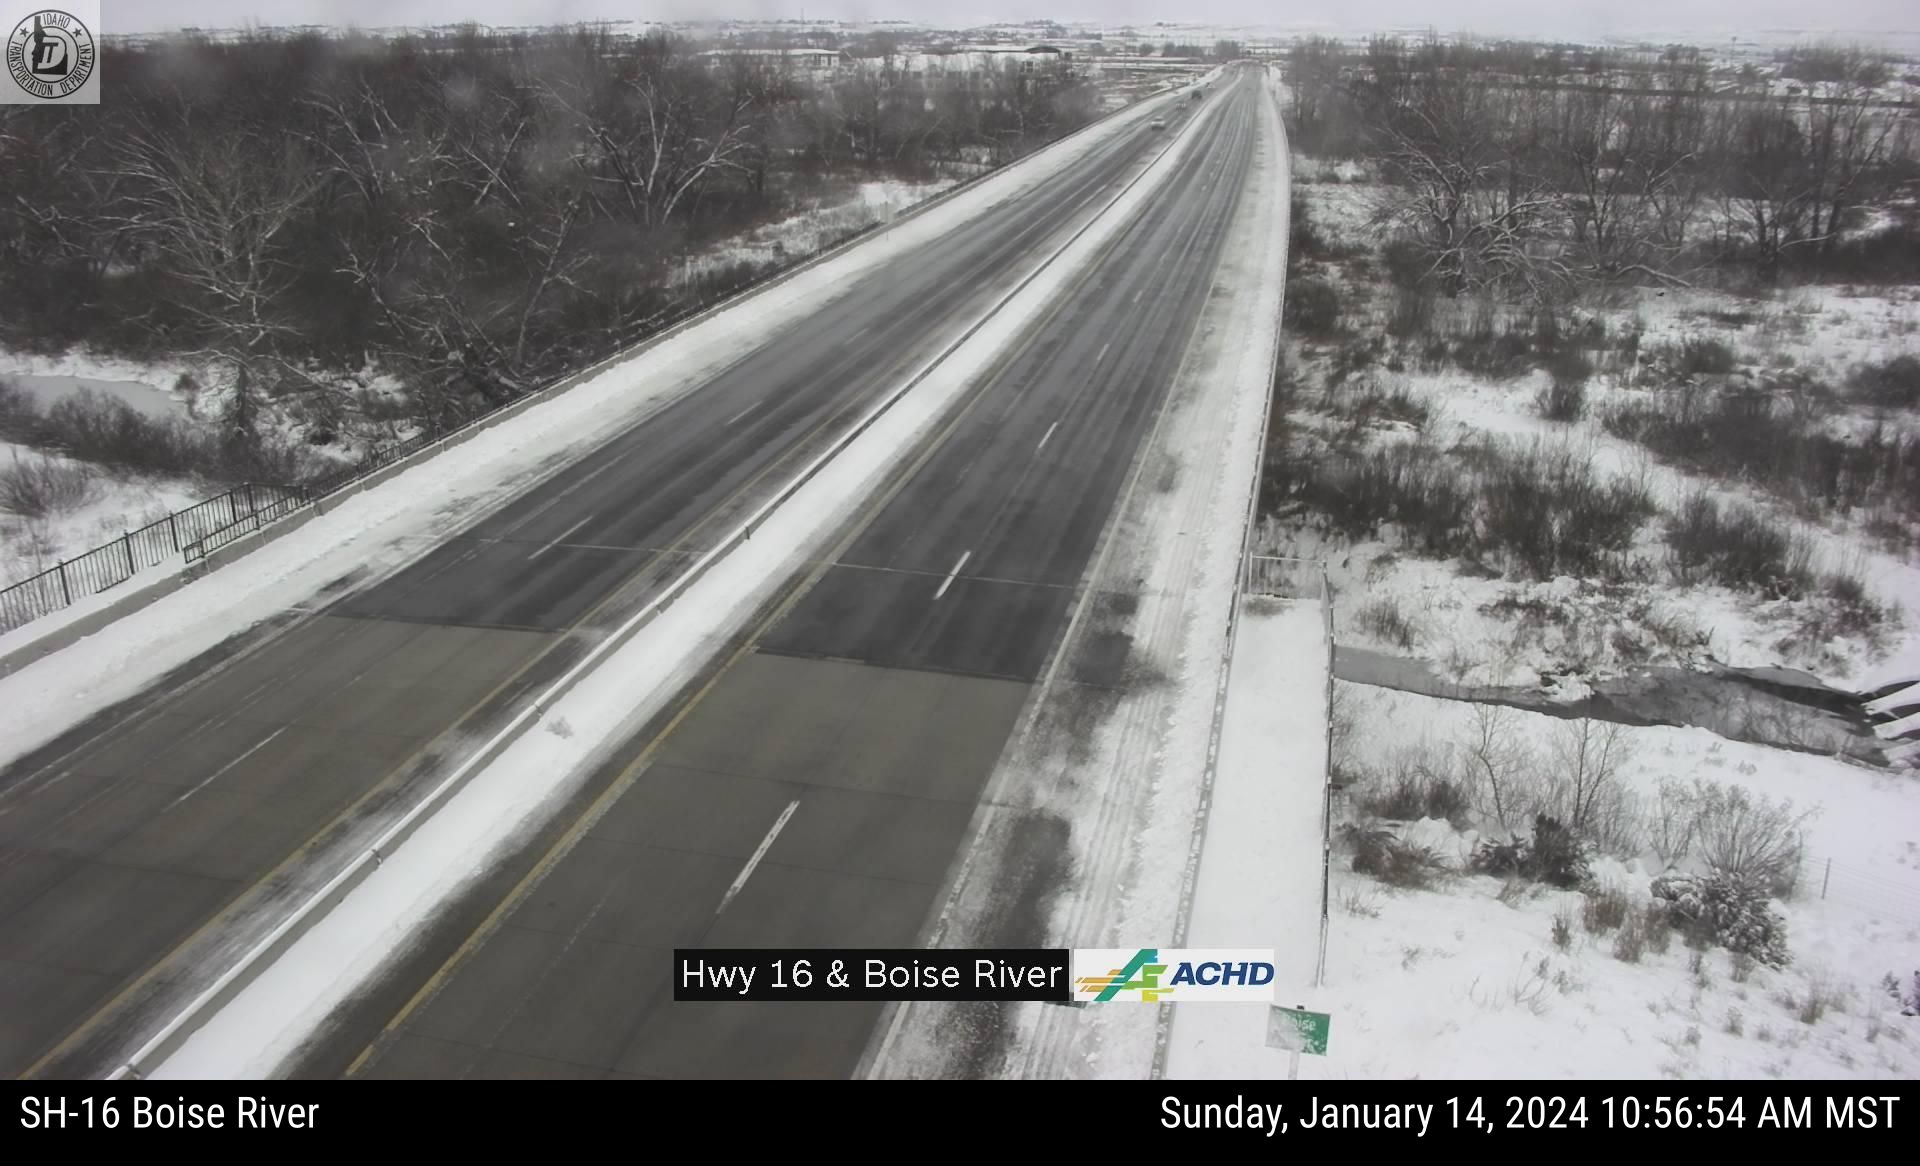 IDAHO
TRANSPORTATION DEPARTMENT
Hwy 16 & Boise River
ACHD
Boise
SH-16 Boise River
Sunday, January 14, 2024 10:56:54 AM MST